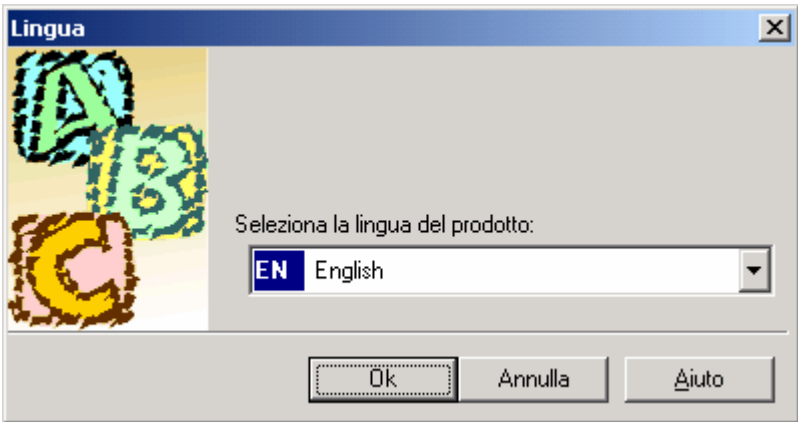 Lingua
A
B
C
Seleziona la lingua del prodotto:
EN English
Ok Annulla Aiuto